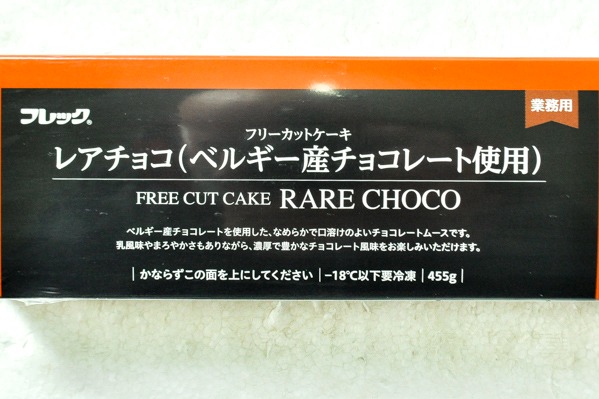 フレック®
業務用
フリーカットケーキ
レアチョコ(ベルギー産チョコレート使用)
FREE CUT CAKE RARE CHOCO
ベルギー産チョコレートを使用した、なめらかで口溶けのよいチョコレートムースです。
乳風味やまろやかさもありながら、濃厚で豊かなチョコレート風味をお楽しみいただけます。
|かならずこの面を上にしてください|−18℃以下要冷凍|455g|